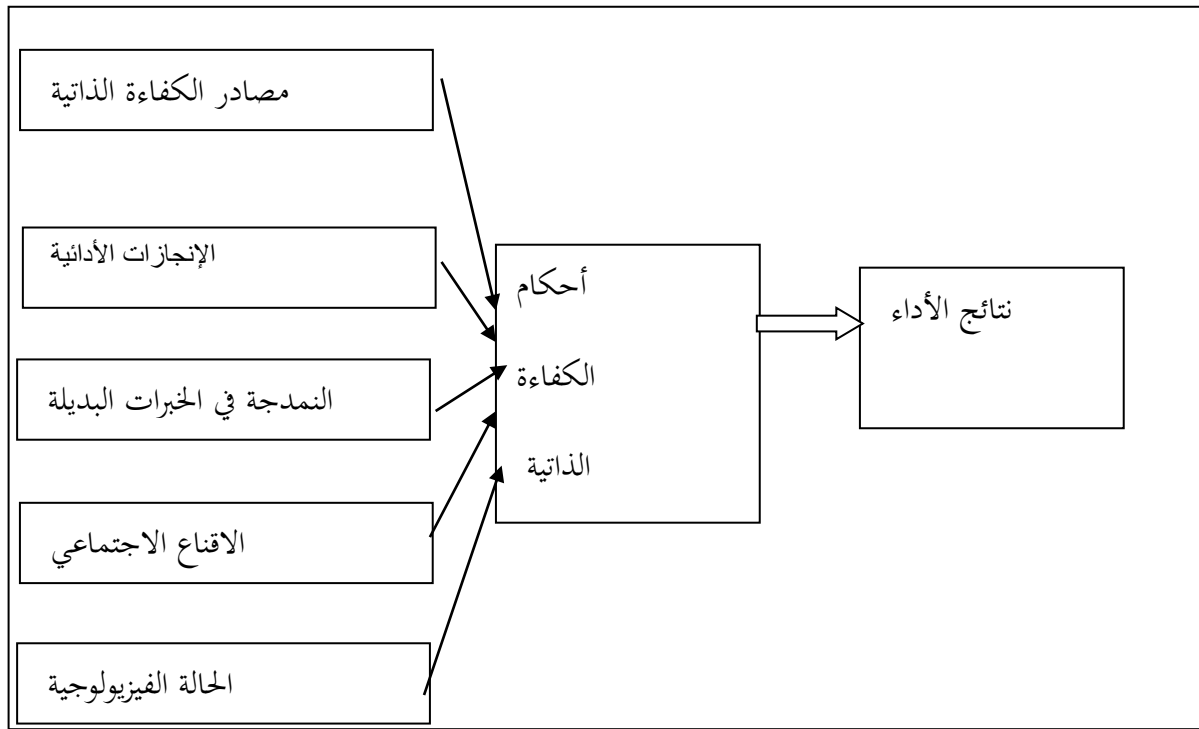 مصادر الكفاءة الذاتية
الإنجازات الأدائية
النمدجة في الخبرات البديلة
الاقناع الاجتماعي
الحالة الفيزيولوجية
أحكام
الكفاءة
الذاتية
نتائج الأداء